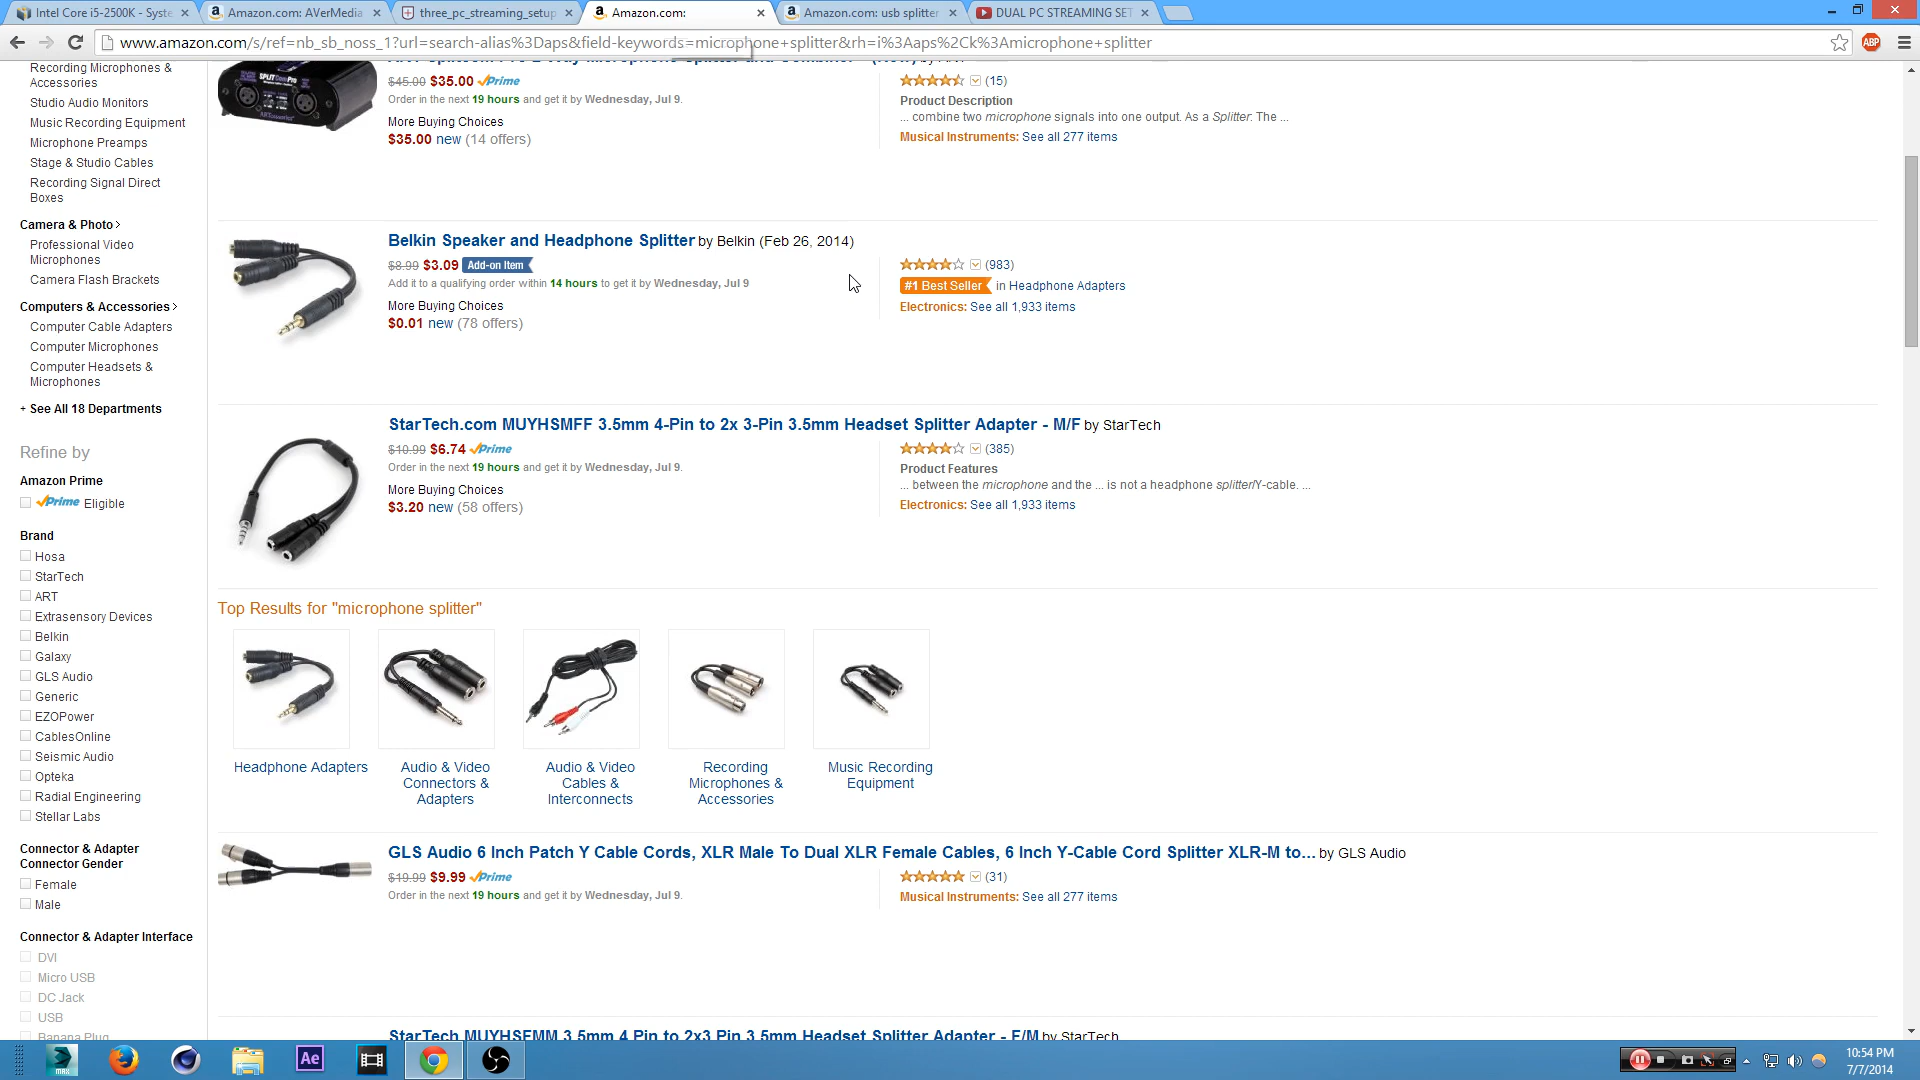 Intel Core i5-2500K - Syste
Amazon.com: AVerMedia
three_pc_streaming_setup
Amazon.com:
Amazon.com: usb splitter
DUAL PC STREAMING SET
www.amazon.com/s/ref=nb_sb_noss_1?url=search-alias%3Daps&field-keywords=microphone+splitter&rh=i%3Aaps%2Ck%3Amicrophone+splitter
ABP
Recording Microphones &
Accessories
Studio Audio Monitors
Music Recording Equipment
Microphone Preamps
Stage & Studio Cables
Recording Signal Direct
Boxes
Camera & Photo
Professional Video
Microphones
Camera Flash Brackets
Computers & Accessories
Computer Cable Adapters
Computer Microphones
Computer Headsets &
Microphones
+ See All 18 Departments
Refine by
Amazon Prime
Prime Eligible
Brand
Hosa
StarTech
ART
Extrasensory Devices
Belkin
Galaxy
GLS Audio
Generic
EZOPower
CablesOnline
Seismic Audio
Opteka
Radial Engineering
Stellar Labs
Connector & Adapter
Connector Gender
Female
Male
Connector & Adapter Interface
DVI
Micro USB
DC Jack
USB
Banana Plug
$45.00 $35.00 Prime
Order in the next 19 hours and get it by Wednesday, Jul 9.
More Buying Choices
$35.00 new (14 offers)
(15)
Product Description
... combine two microphone signals into one output. As a Splitter: The ...
Musical Instruments: See all 277 items
Belkin Speaker and Headphone Splitter by Belkin (Feb 26, 2014)
$8.99 $3.09 Add-on Item
Add it to a qualifying order within 14 hours to get it by Wednesday, Jul 9
More Buying Choices
$0.01 new (78 offers)
(983)
#1 Best Seller in Headphone Adapters
Electronics: See all 1,933 items
StarTech.com MUYHSMFF 3.5mm 4-Pin to 2x 3-Pin 3.5mm Headset Splitter Adapter - M/F by StarTech
$10.99 $6.74 Prime
Order in the next 19 hours and get it by Wednesday, Jul 9.
More Buying Choices
$3.20 new (58 offers)
(385)
Product Features
... between the microphone and the ... is not a headphone splitter/Y-cable. ...
Electronics: See all 1,933 items
Top Results for "microphone splitter"
Headphone Adapters
Audio & Video
Connectors &
Adapters
Audio & Video
Cables &
Interconnects
Recording
Microphones &
Accessories
Music Recording
Equipment
GLS Audio 6 Inch Patch Y Cable Cords, XLR Male To Dual XLR Female Cables, 6 Inch Y-Cable Cord Splitter XLR-M to... by GLS Audio
$19.99 $9.99 Prime
Order in the next 19 hours and get it by Wednesday, Jul 9.
(31)
Musical Instruments: See all 277 items
StarTech MUYHSFMM 3.5mm 4 Pin to 2x3 Pin 3.5mm Headset Splitter Adapter - F/M by StarTech
MAX
Ae
10:54 PM
7/7/2014